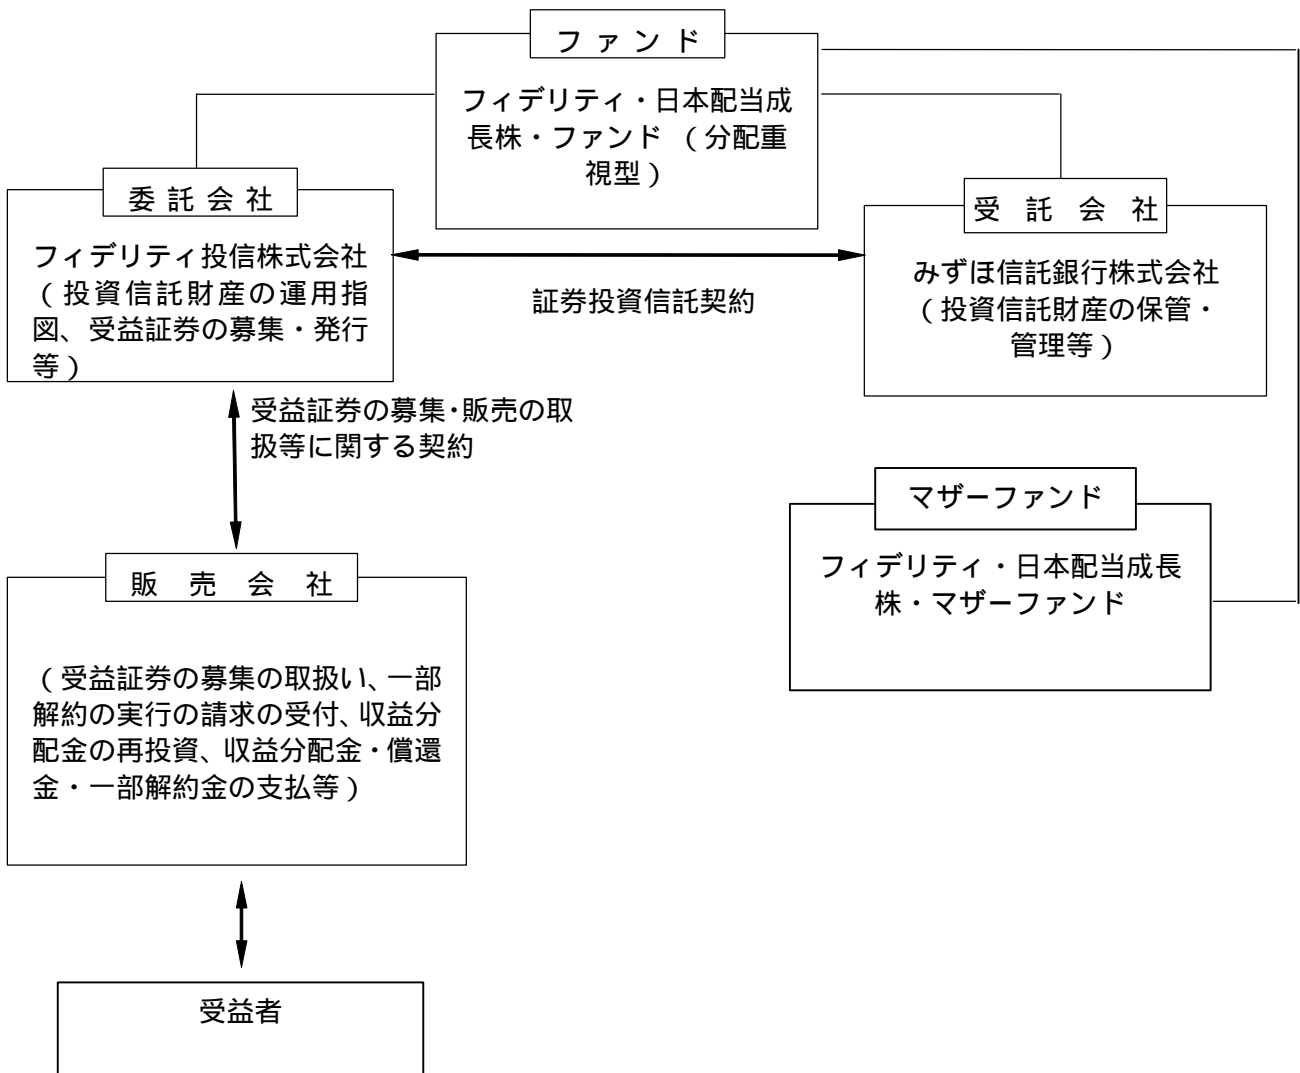 ファンド
フィデリティ・日本配当成
長株・ファンド （分配重
視型）
委託会社
フィデリティ投信株式会社
（投資信託財産の運用指
図、受益証券の募集・発行
等）
証券投資信託契約
受託会社
みずほ信託銀行株式会社
（投資信託財産の保管・
管理等）
受益証券の募集・販売の取
扱等に関する契約
マザーファンド
フィデリティ・日本配当成長
株・マザーファンド
販売会社
（受益証券の募集の取扱い、一部
解約の実行の請求の受付、収益分
配金の再投資、収益分配金・償還
金・一部解約金の支払等）
受益者